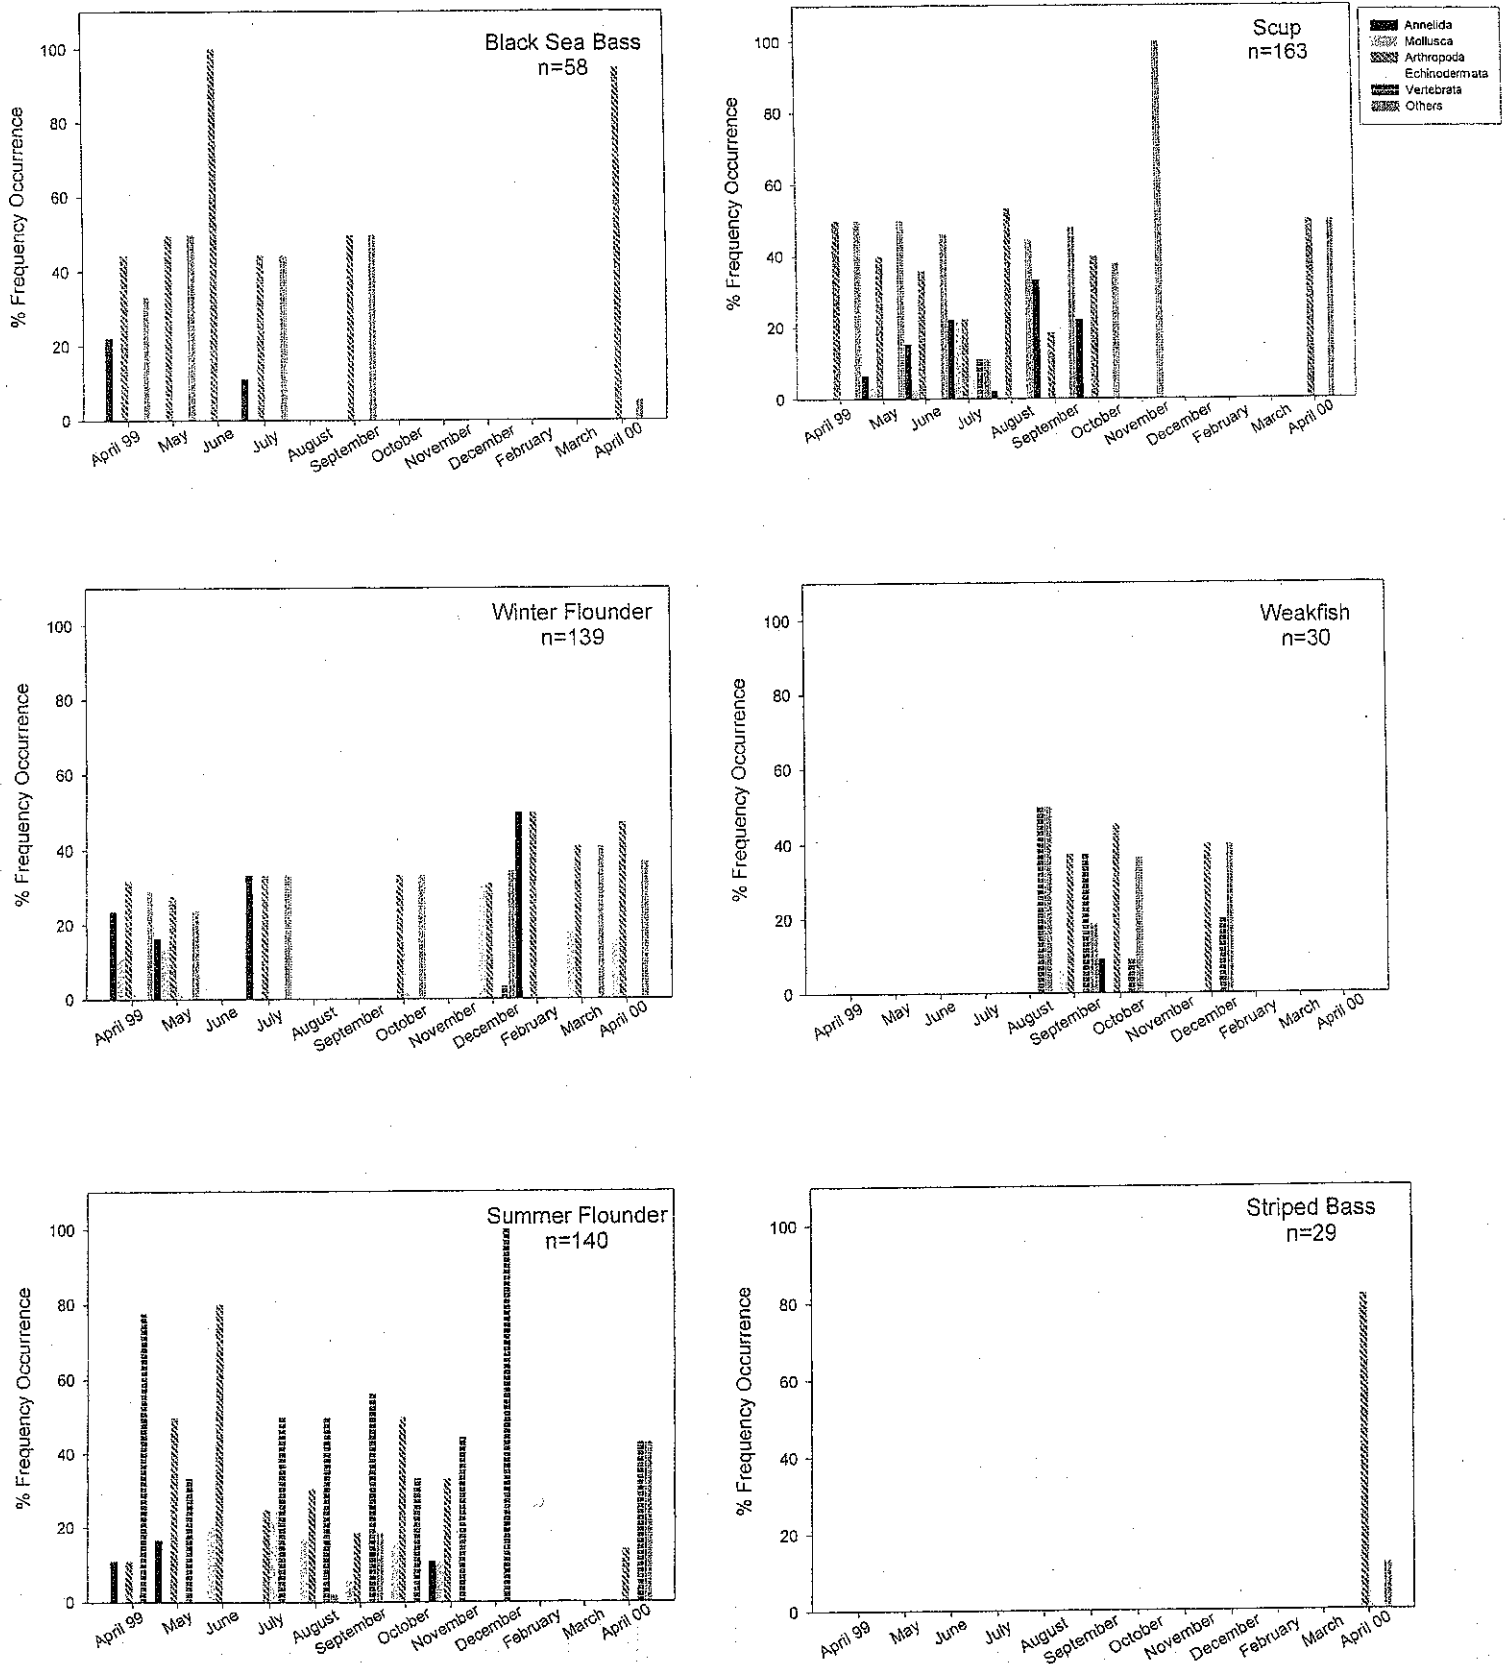 Black Sea Bass
n=58
% Frequency Occurrence
100
80
60
40
20
0
April 99 May June July August September October November December February March April 00
Scup
n=163
% Frequency Occurrence
100
80
60
40
20
0
April 99 May June July August September October November December February March April 00
Annelida
Mollusca
Arthropoda
Echinodermata
Vertebrata
Others
Winter Flounder
n=139
% Frequency Occurrence
100
80
60
40
20
0
April 99 May June July August September October November December February March April 00
Weakfish
n=30
% Frequency Occurrence
100
80
60
40
20
0
April 99 May June July August September October November December February March April 00
Summer Flounder
n=140
% Frequency Occurrence
100
80
60
40
20
0
April 99 May June July August September October November December February March April 00
Striped Bass
n=29
% Frequency Occurrence
100
80
60
40
20
0
April 99 May June July August September October November December February March April 00